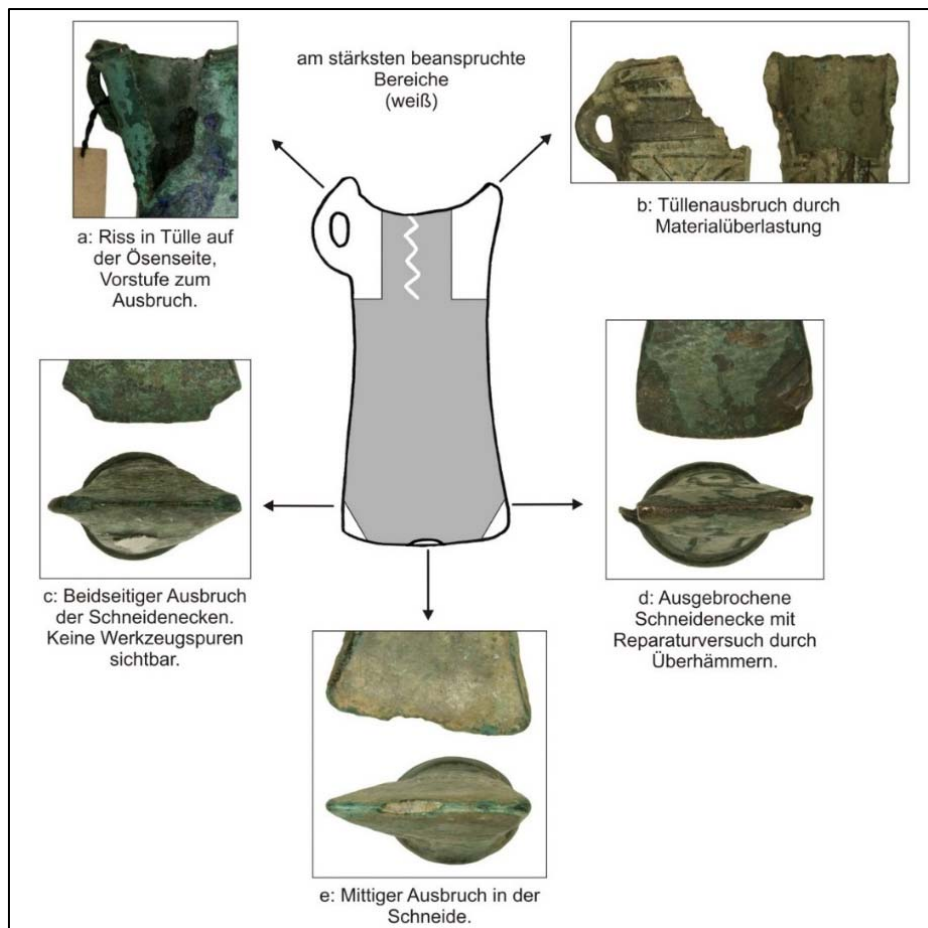 am stärksten beanspruchte
Bereiche
(weiß)
a: Riss in Tülle auf
der Ösenseite,
Vorstufe zum
Ausbruch.
b: Tüllenausbruch durch
Materialüberlastung
c: Beidseitiger Ausbruch
der Schneidenecken.
Keine Werkzeugspuren
sichtbar.
d: Ausgebrochene
Schneidenecke mit
Reparaturversuch durch
Überhämmern.
e: Mittiger Ausbruch in der
Schneide.